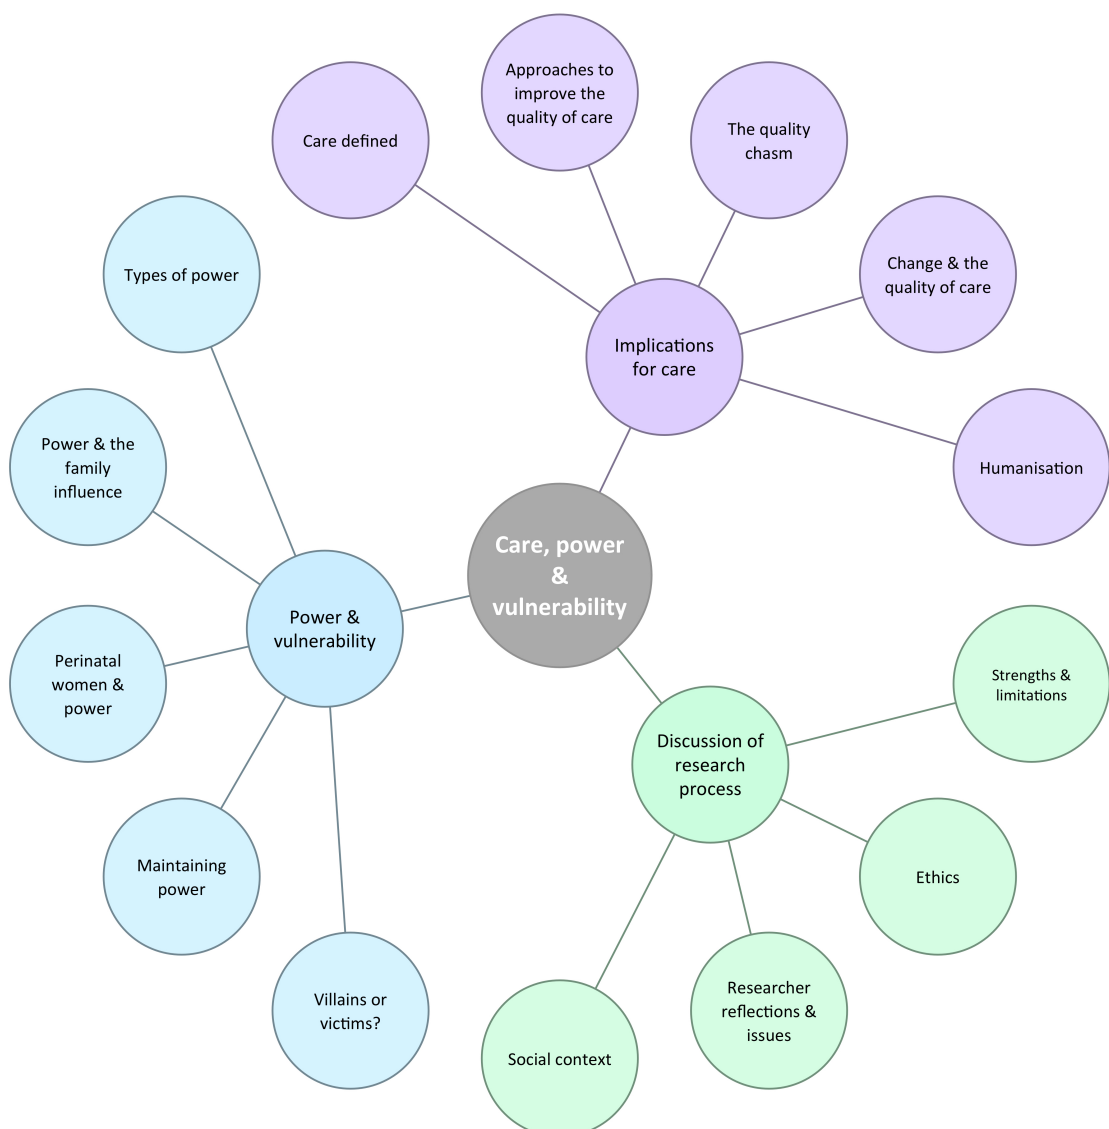 Approaches to
improve the
quality of care
Care defined
The quality
chasm
Types of power
Change & the
quality of care
Implications
for care
Power & the
family
influence
Humanisation
Care, power
&
vulnerability
Power &
vulnerability
Perinatal
women &
power
Strengths &
limitations
Discussion of
research
process
Maintaining
power
Ethics
Villains or
victims?
Researcher
reflections &
issues
Social context